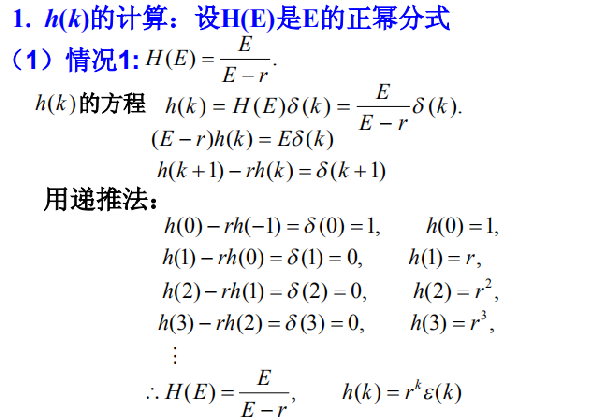 1. h(k)的计算：设H(E)是E的正幂分式
（1）情况1: H(E) = E/(E − r).
h(k)的方程 h(k) = H(E)δ(k) = E/(E − r) δ(k).
(E − r)h(k) = Eδ(k)
h(k + 1) − rh(k) = δ(k + 1)
用递推法：
h(0) − rh(−1) = δ(0) = 1, h(0) = 1,
h(1) − rh(0) = δ(1) = 0, h(1) = r,
h(2) − rh(1) = δ(2) = 0, h(2) = r²,
h(3) − rh(2) = δ(3) = 0, h(3) = r³,
⋮
∴ H(E) = E/(E − r), h(k) = rᵏε(k)